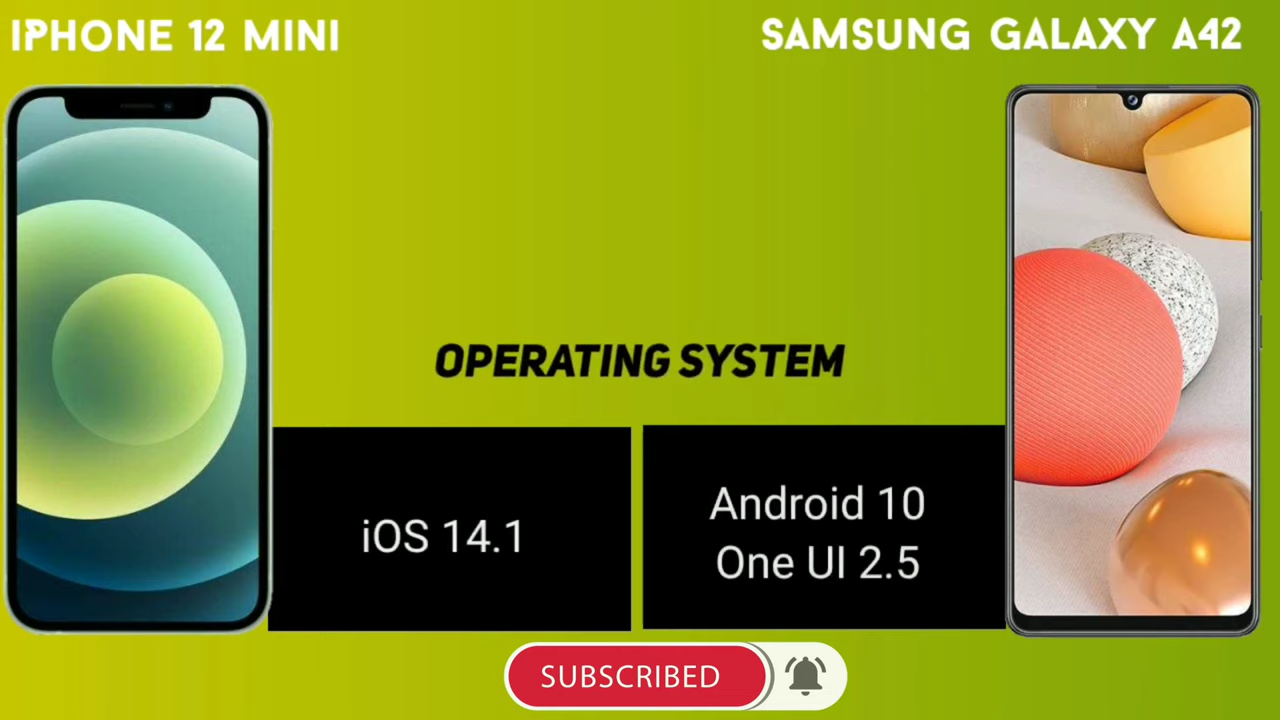 IPHONE 12 MINI
SAMSUNG GALAXY A42
OPERATING SYSTEM
iOS 14.1
Android 10
One UI 2.5
SUBSCRIBED